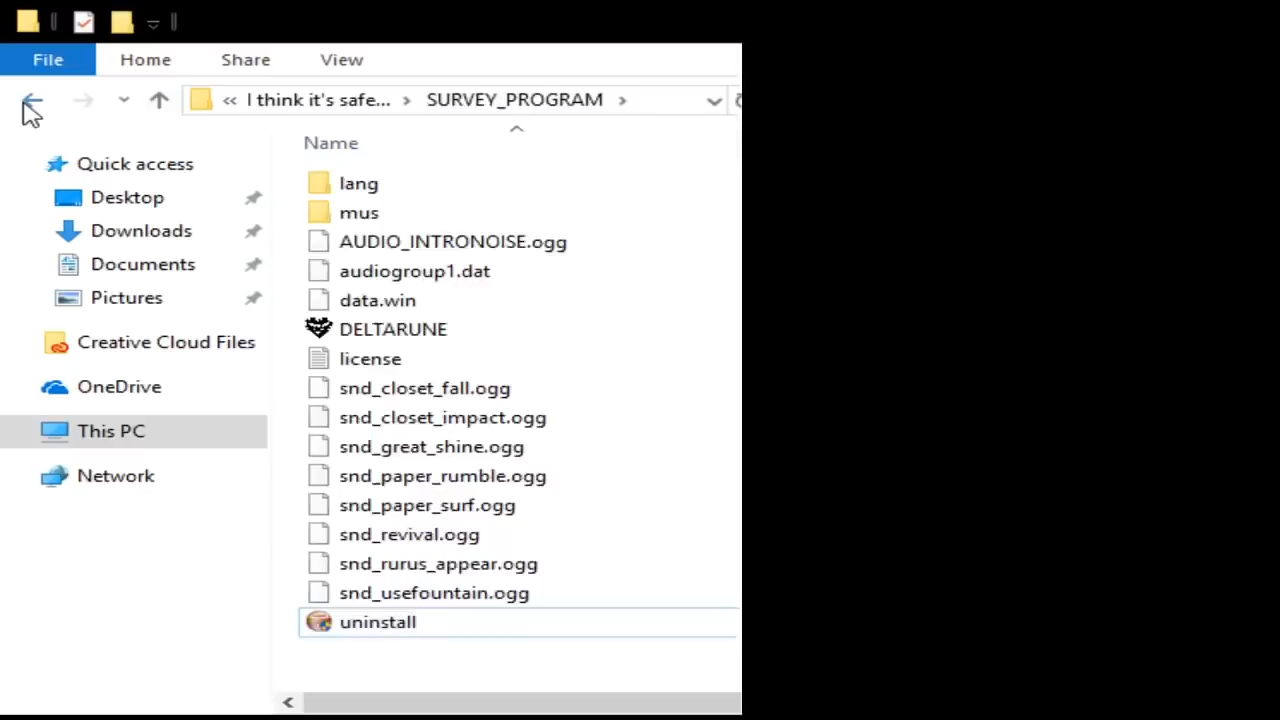 File Home Share View
« I think it's safe... › SURVEY_PROGRAM ›
Name
Quick access
Desktop
Downloads
Documents
Pictures
Creative Cloud Files
OneDrive
This PC
Network
lang
mus
AUDIO_INTRONOISE.ogg
audiogroup1.dat
data.win
DELTARUNE
license
snd_closet_fall.ogg
snd_closet_impact.ogg
snd_great_shine.ogg
snd_paper_rumble.ogg
snd_paper_surf.ogg
snd_revival.ogg
snd_rurus_appear.ogg
snd_usefountain.ogg
uninstall